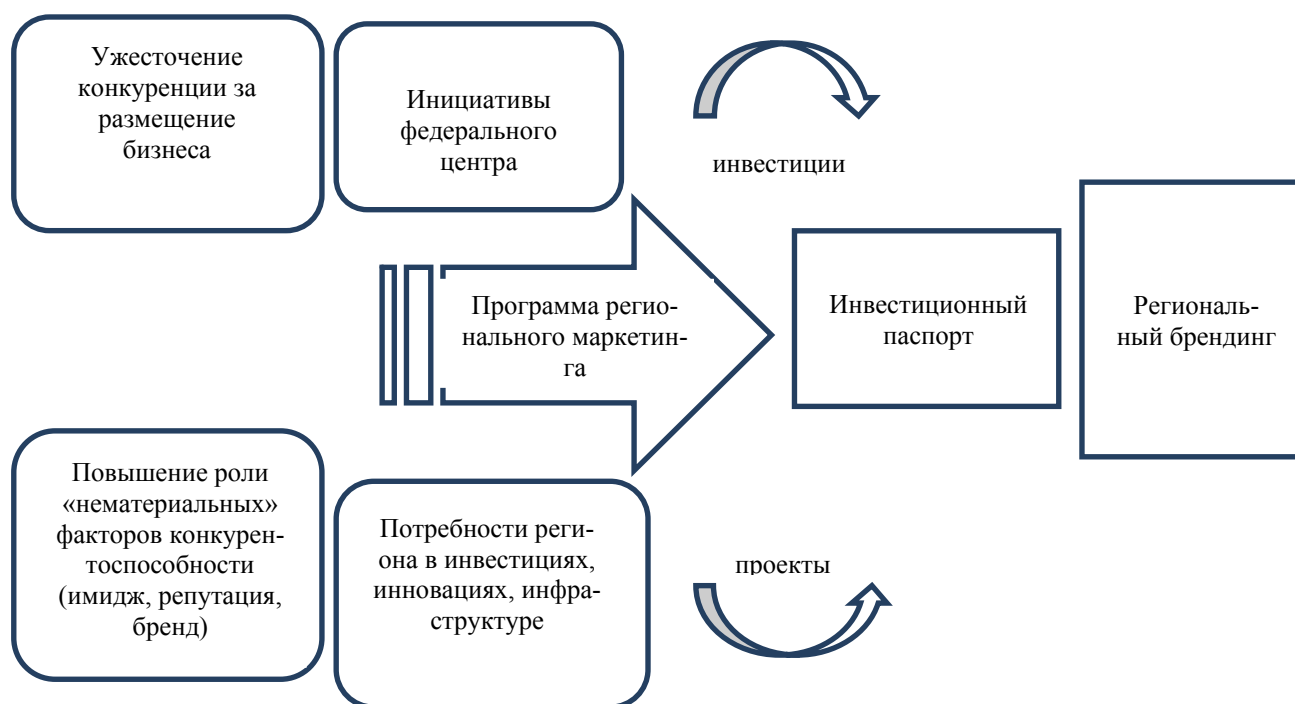 Ужесточение
конкуренции за
размещение
бизнеса
Инициативы
федерального
центра
инвестиции
Программа регио-
нального маркетин-
га
Инвестиционный
паспорт
Региональ-
ный брендинг
Повышение роли
«нематериальных»
факторов конкурен-
тоспособности
(имидж, репутация,
бренд)
Потребности реги-
она в инвестициях,
инновациях, инфра-
структуре
проекты